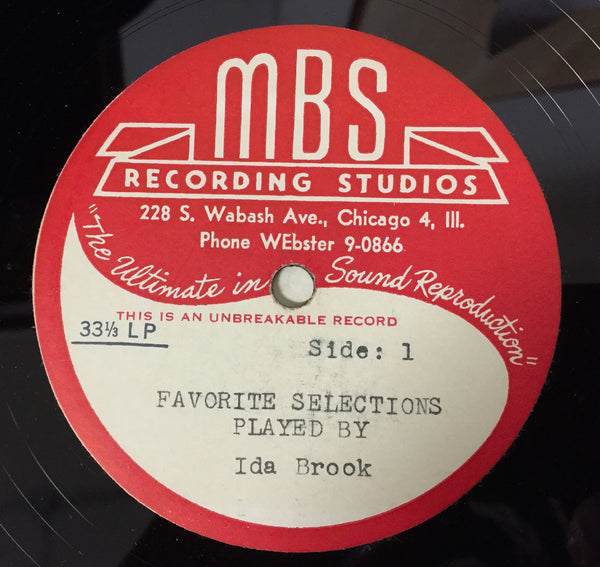 MBS
RECORDING STUDIOS
228 S. Wabash Ave., Chicago 4, Ill.
Phone WEbster 9-0866
"The Ultimate in Sound Reproduction"
THIS IS AN UNBREAKABLE RECORD
33⅓ LP
Side: 1
FAVORITE SELECTIONS
PLAYED BY
Ida Brook